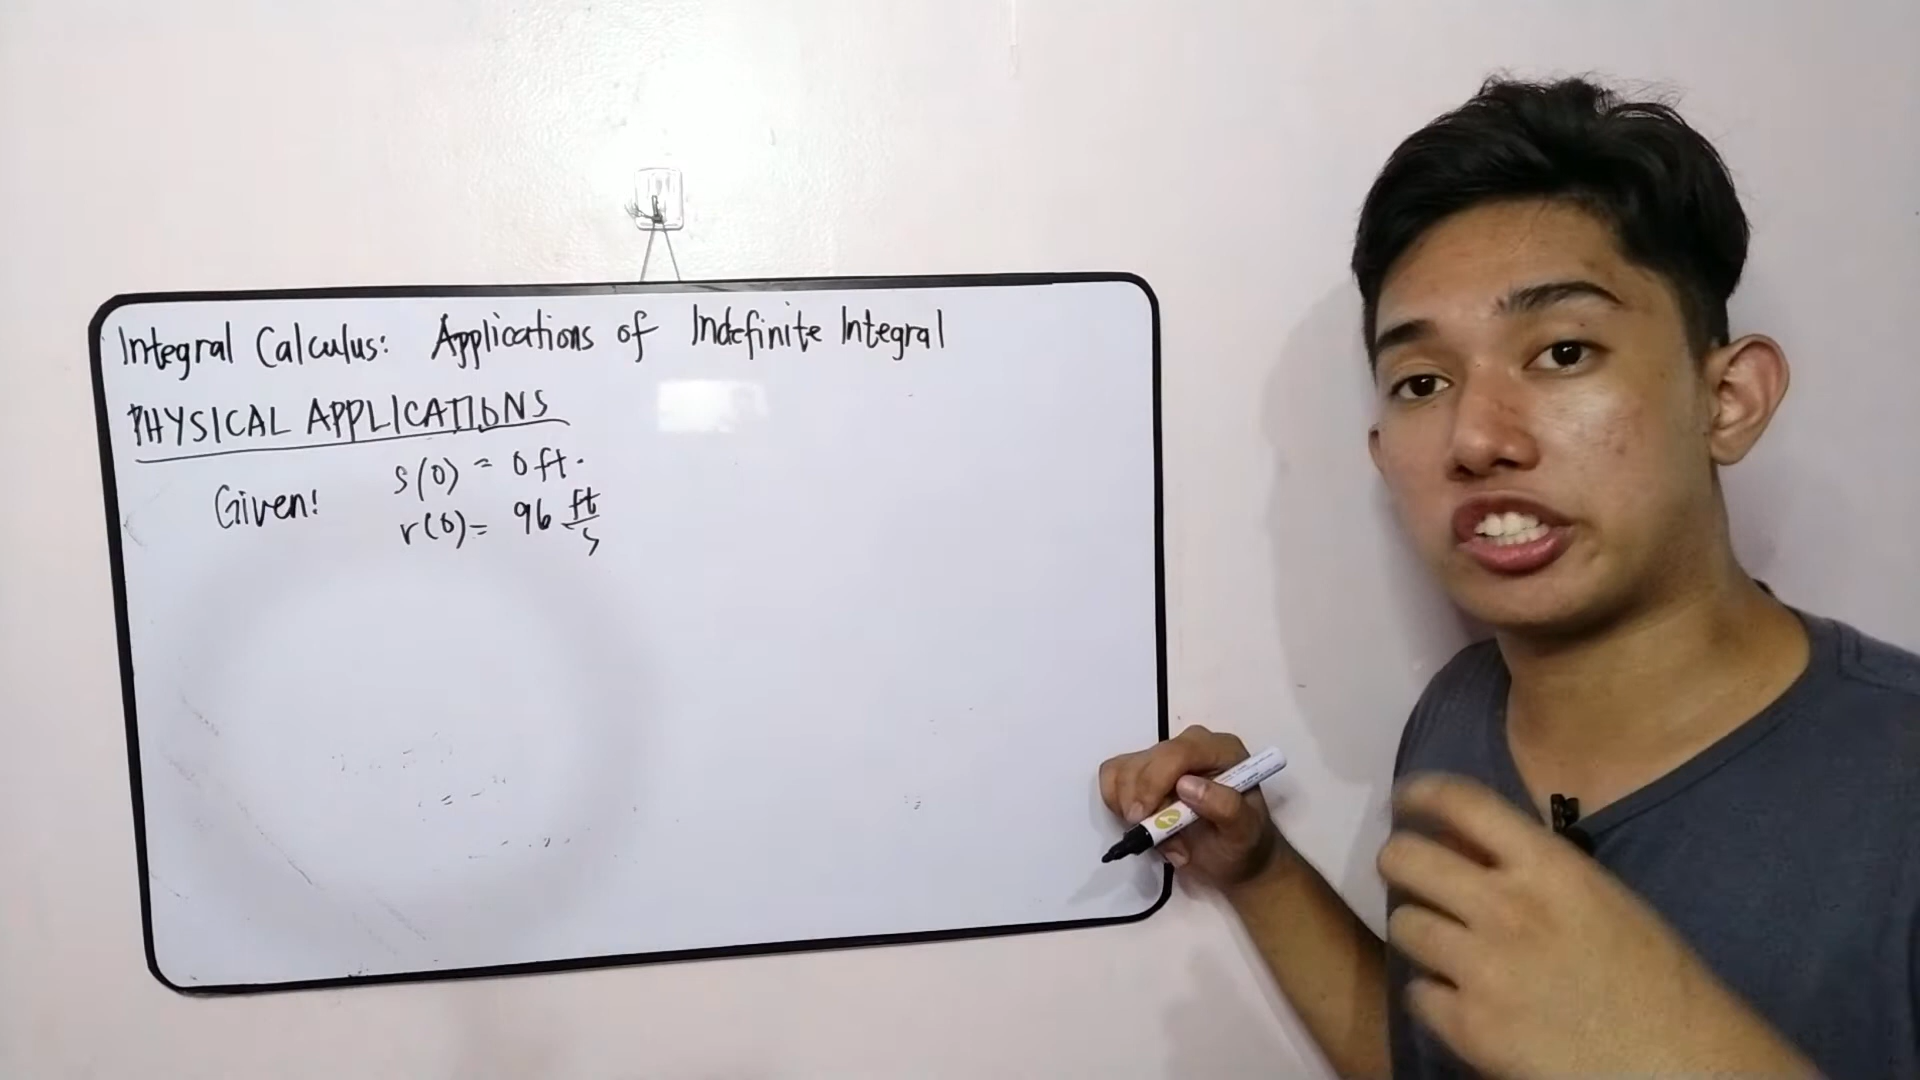 Integral Calculus: Applications of Indefinite Integral
PHYSICAL APPLICATIONS
s(0) = 0 ft.
Given:
v(0) = 96 ft/s